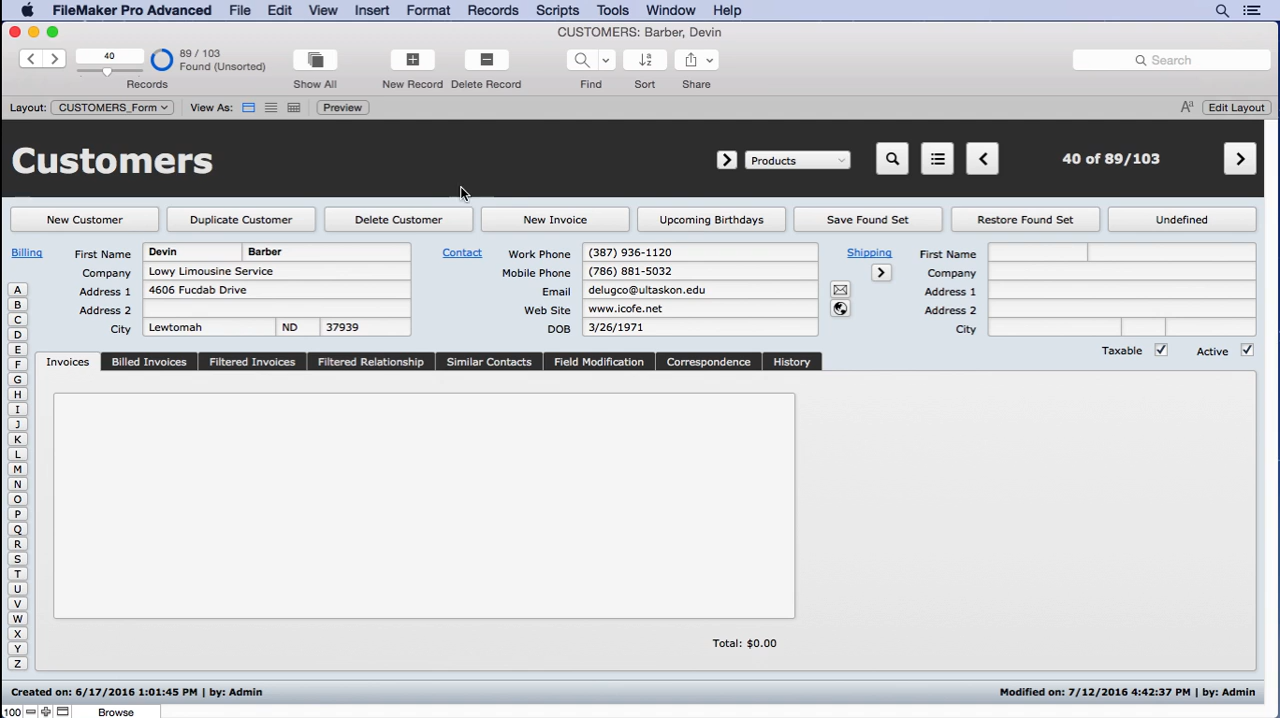 FileMaker Pro Advanced File Edit View Insert Format Records Scripts Tools Window Help
CUSTOMERS: Barber, Devin
40
89 / 103
Found (Unsorted)
Records
Show All
New Record
Delete Record
Find
Sort
Share
Search
Layout: CUSTOMERS_Form View As: Preview Edit Layout
Customers
Products
40 of 89/103
New Customer Duplicate Customer Delete Customer New Invoice Upcoming Birthdays Save Found Set Restore Found Set Undefined
Billing
First Name Devin Barber
Company Lowy Limousine Service
Address 1 4606 Fucdab Drive
Address 2
City Lewtomah ND 37939
Contact
Work Phone (387) 936-1120
Mobile Phone (786) 881-5032
Email delugco@ultaskon.edu
Web Site www.icofe.net
DOB 3/26/1971
Shipping
First Name
Company
Address 1
Address 2
City
Taxable Active
A
B
C
D
E
F
G
H
I
J
K
L
M
N
O
P
Q
R
S
T
U
V
W
X
Y
Z
Invoices Billed Invoices Filtered Invoices Filtered Relationship Similar Contacts Field Modification Correspondence History
Total: $0.00
Created on: 6/17/2016 1:01:45 PM | by: Admin
Modified on: 7/12/2016 4:42:37 PM | by: Admin
100 Browse